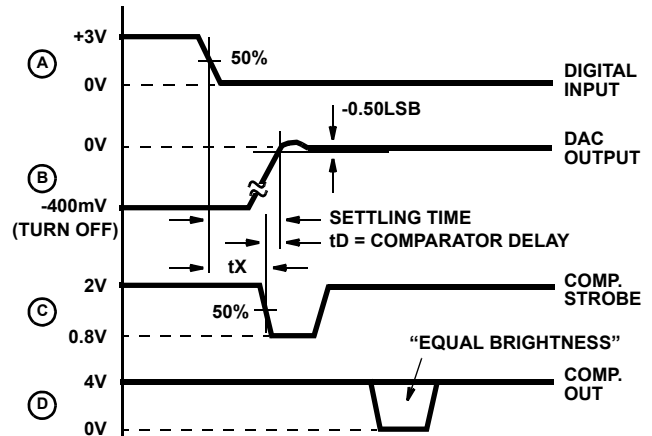 +3V
A
50%
0V
DIGITAL
INPUT
-0.50LSB
0V
DAC
OUTPUT
B
-400mV
(TURN OFF)
SETTLING TIME
tD = COMPARATOR DELAY
tX
2V
COMP.
STROBE
C
50%
0.8V
“EQUAL BRIGHTNESS”
4V
COMP.
OUT
D
0V